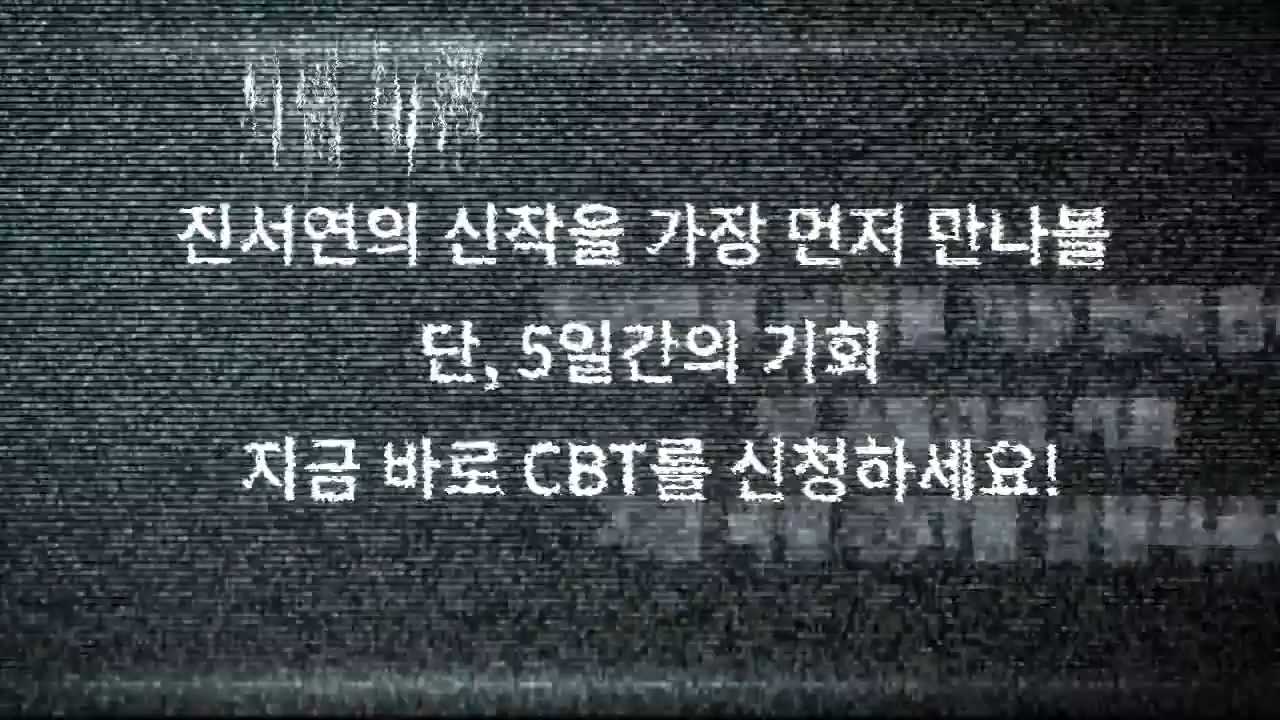 진서연의 신작을 가장 먼저 만나볼
단, 5일간의 기회
지금 바로 CBT를 신청하세요!